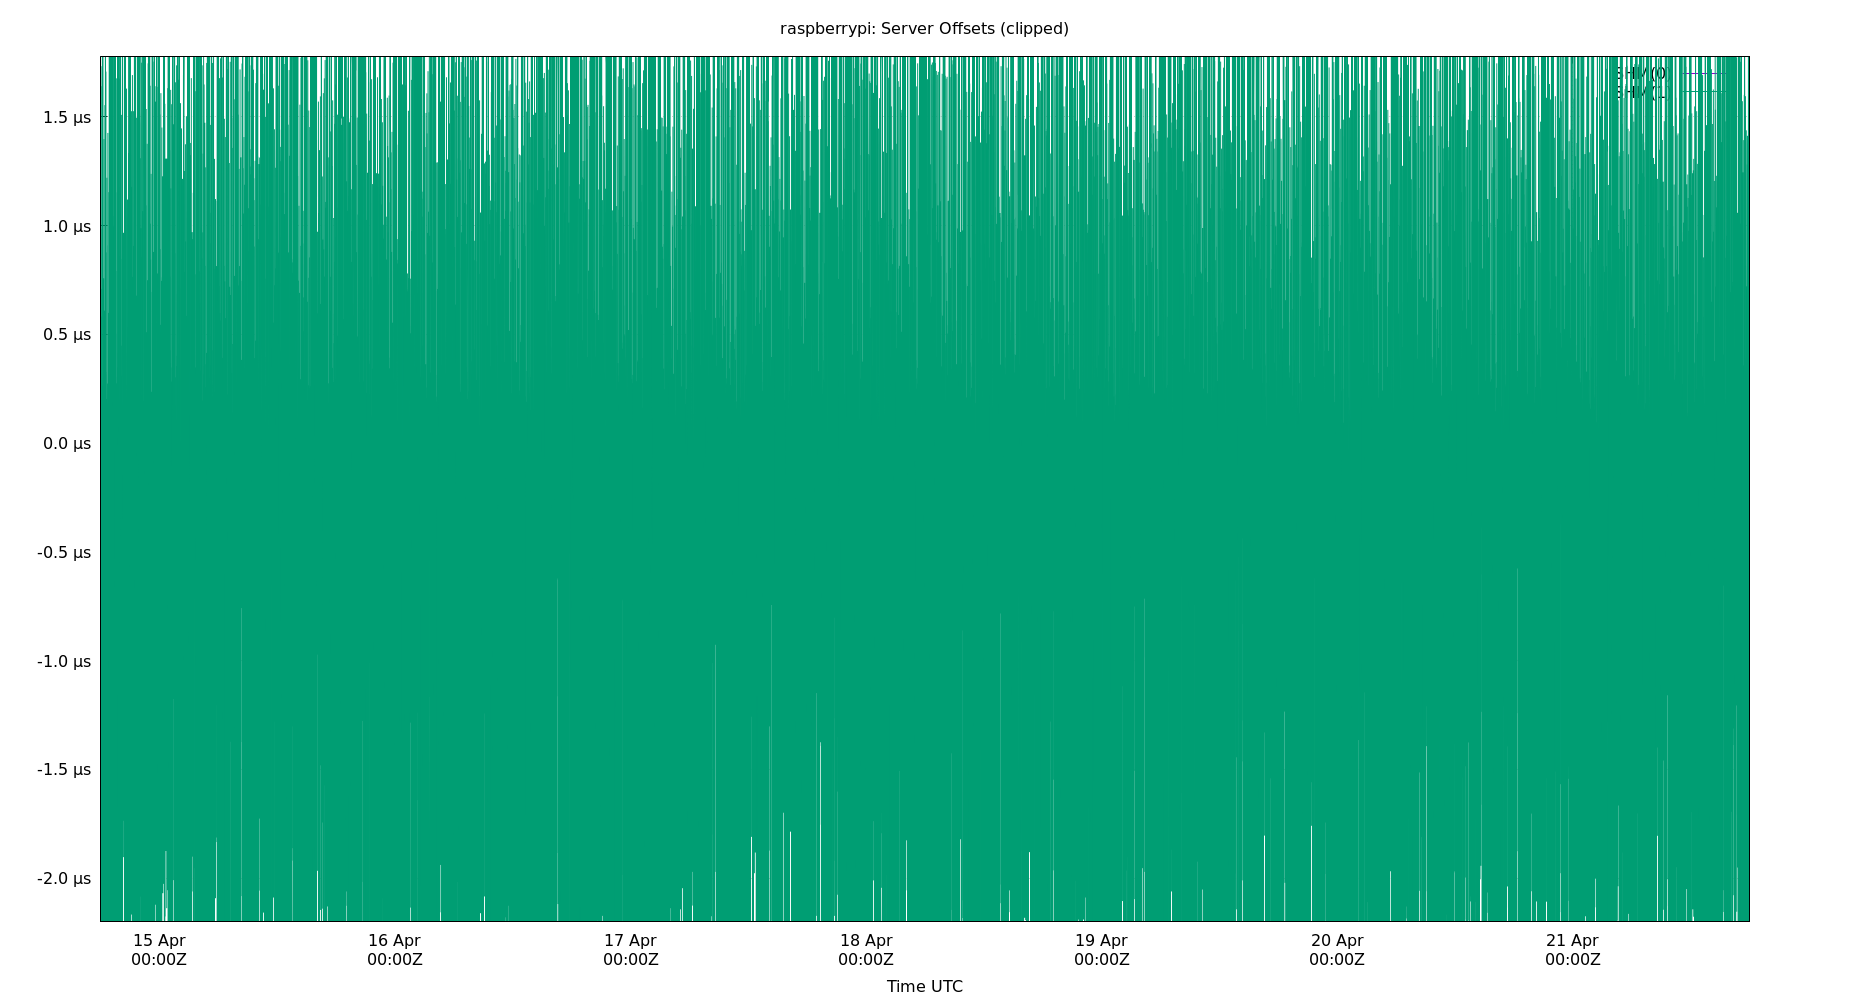 raspberrypi: Server Offsets (clipped)
1.5 µs
1.0 µs
0.5 µs
0.0 µs
-0.5 µs
-1.0 µs
-1.5 µs
-2.0 µs
15 Apr
00:00Z
16 Apr
00:00Z
17 Apr
00:00Z
18 Apr
00:00Z
19 Apr
00:00Z
20 Apr
00:00Z
21 Apr
00:00Z
Time UTC